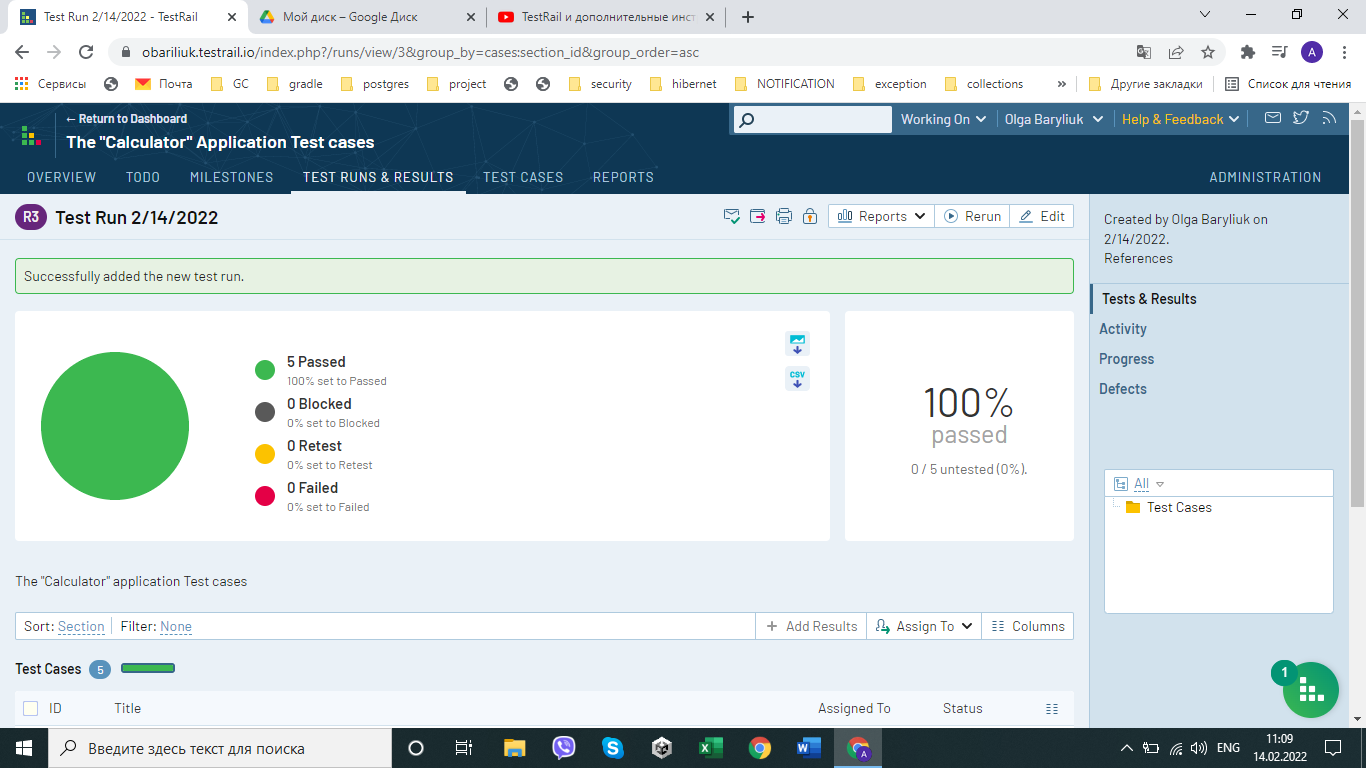 Test Run 2/14/2022 - TestRail
Мой диск – Google Диск
TestRail и дополнительные инст
obariliuk.testrail.io/index.php?/runs/view/3&group_by=cases:section_id&group_order=asc
A
Сервисы
Почта
GC
gradle
postgres
project
security
hibernet
NOTIFICATION
exception
collections
»
Другие закладки
Список для чтения
← Return to Dashboard
The "Calculator" Application Test cases
Working On
Olga Baryliuk
Help & Feedback
OVERVIEW
TODO
MILESTONES
TEST RUNS & RESULTS
TEST CASES
REPORTS
ADMINISTRATION
R3
Test Run 2/14/2022
Reports
Rerun
Edit
Created by Olga Baryliuk on
2/14/2022.
References
Successfully added the new test run.
Tests & Results
Activity
Progress
Defects
5 Passed
100% set to Passed
0 Blocked
0% set to Blocked
0 Retest
0% set to Retest
0 Failed
0% set to Failed
CSV
100%
passed
0 / 5 untested (0%).
All
Test Cases
The "Calculator" application Test cases
Sort: Section
Filter: None
+ Add Results
Assign To
Columns
Test Cases 5
ID
Title
Assigned To
Status
1
Введите здесь текст для поиска
A
ENG
11:09
14.02.2022